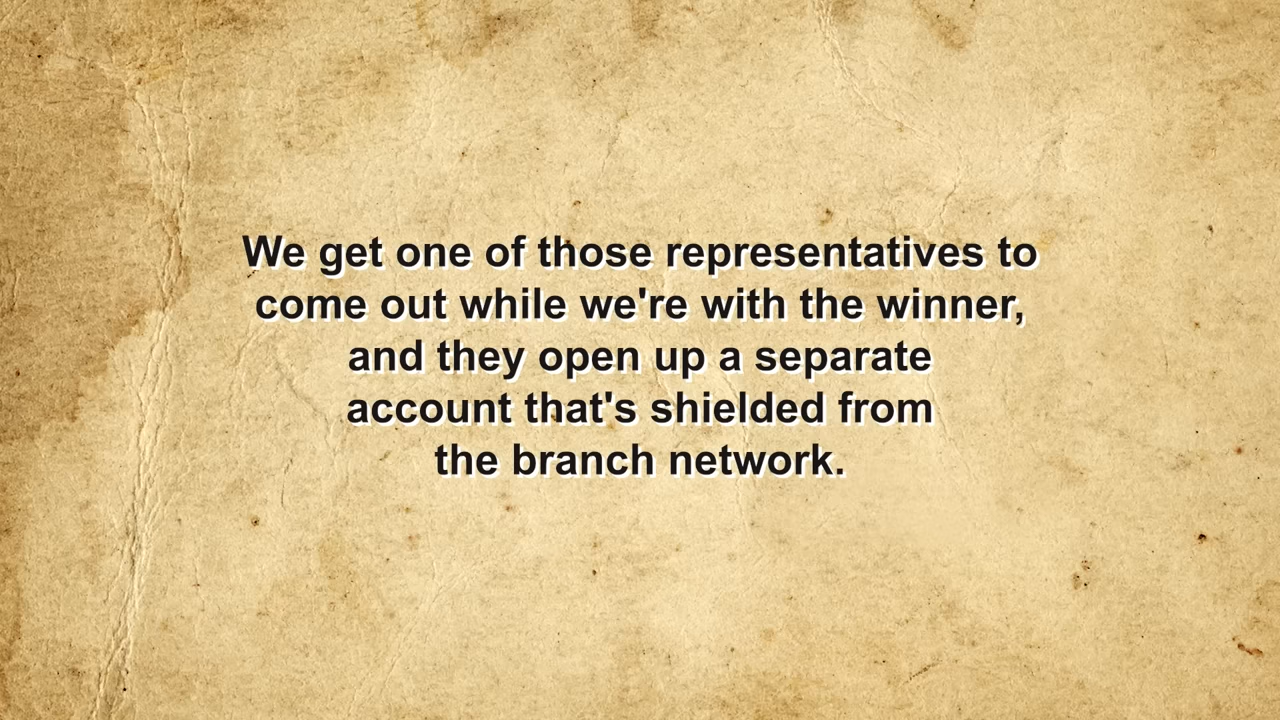 We get one of those representatives to
come out while we're with the winner,
and they open up a separate
account that's shielded from
the branch network.